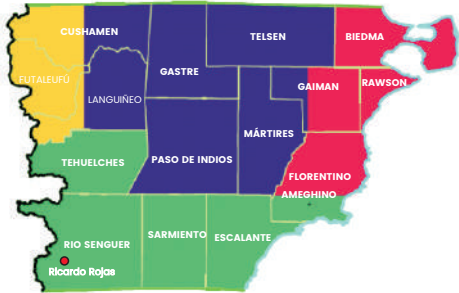 CUSHAMEN
TELSEN
BIEDMA
GASTRE
FUTALEUFÚ
RAWSON
GAIMAN
LANGUIÑEO
MÁRTIRES
TEHUELCHES
PASO DE INDIOS
FLORENTINO
AMEGHINO
SARMIENTO
ESCALANTE
RIO SENGUER
Ricardo Rojas